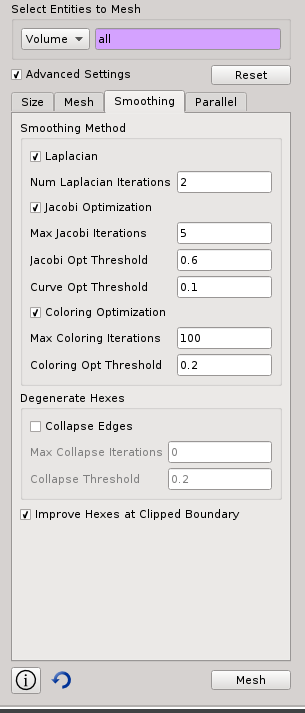 Select Entities to Mesh
Volume all
Advanced Settings Reset
Size Mesh Smoothing Parallel
Smoothing Method
Laplacian
Num Laplacian Iterations 2
Jacobi Optimization
Max Jacobi Iterations 5
Jacobi Opt Threshold 0.6
Curve Opt Threshold 0.1
Coloring Optimization
Max Coloring Iterations 100
Coloring Opt Threshold 0.2
Degenerate Hexes
Collapse Edges
Max Collapse Iterations 0
Collapse Threshold 0.2
Improve Hexes at Clipped Boundary
Mesh